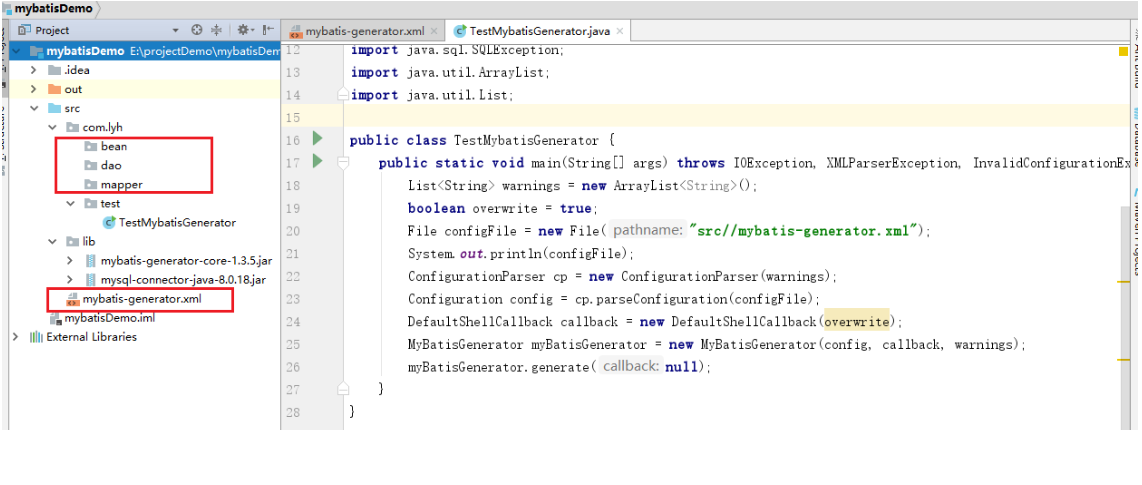 mybatisDemo
Project
mybatis-generator.xml
TestMybatisGenerator.java
mybatisDemo E:\projectDemo\mybatisDem
.idea
out
src
com.lyh
bean
dao
mapper
test
TestMybatisGenerator
lib
mybatis-generator-core-1.3.5.jar
mysql-connector-java-8.0.18.jar
mybatis-generator.xml
mybatisDemo.iml
External Libraries
12 import java.sql.SQLException;
13 import java.util.ArrayList;
14 import java.util.List;
15
16 public class TestMybatisGenerator {
17 public static void main(String[] args) throws IOException, XMLParserException, InvalidConfigurationEx
18 List<String> warnings = new ArrayList<String>();
19 boolean overwrite = true;
20 File configFile = new File( pathname: "src//mybatis-generator.xml");
21 System.out.println(configFile);
22 ConfigurationParser cp = new ConfigurationParser(warnings);
23 Configuration config = cp.parseConfiguration(configFile);
24 DefaultShellCallback callback = new DefaultShellCallback(overwrite);
25 MyBatisGenerator myBatisGenerator = new MyBatisGenerator(config, callback, warnings);
26 myBatisGenerator.generate( callback: null);
27 }
28 }